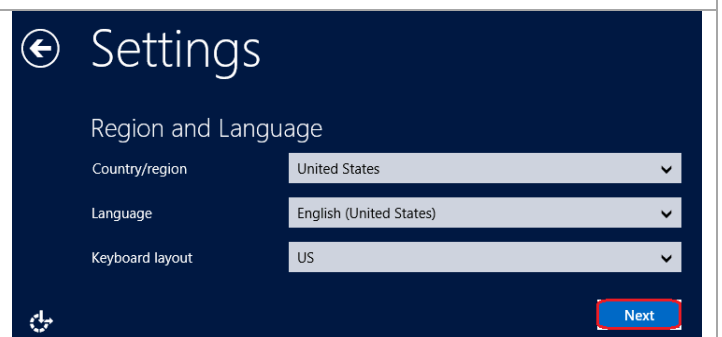 Settings
Region and Language
Country/region United States
Language English (United States)
Keyboard layout US
Next